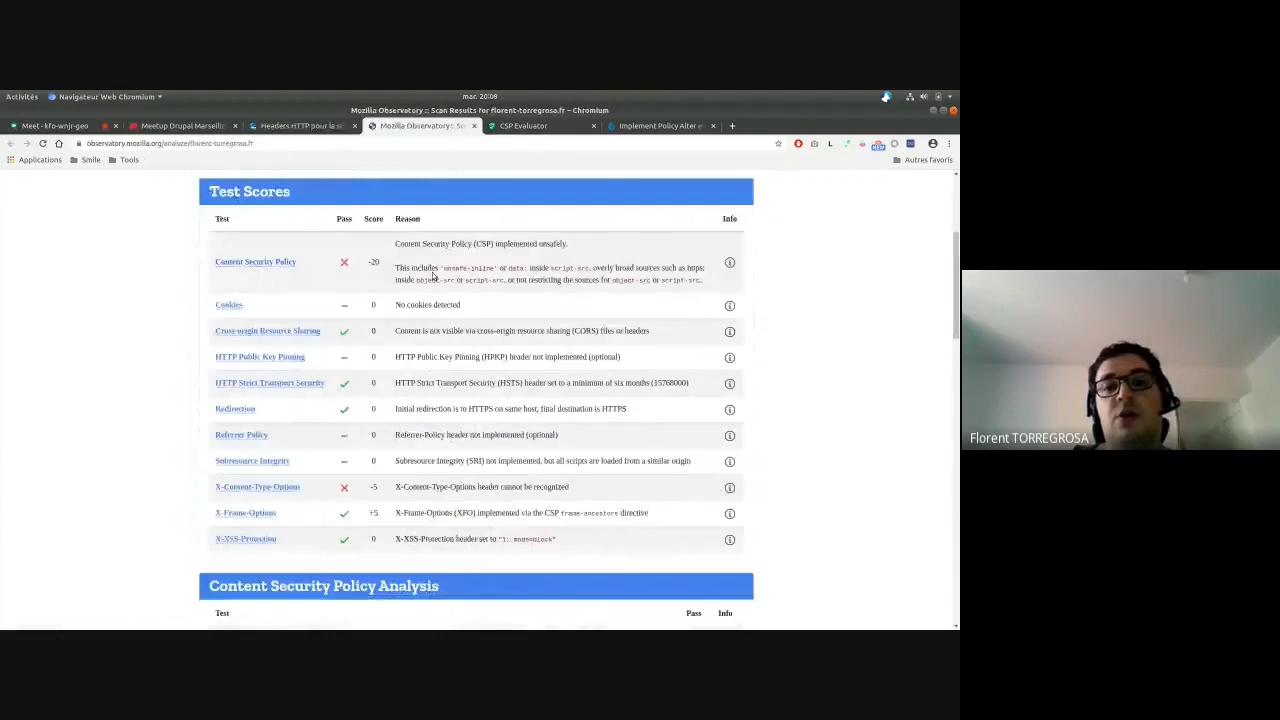 Activités Navigateur Web Chromium mar. 20:09
Mozilla Observatory :: Scan Results for florent-torregrosa.fr – Chromium
Meet - kfo-wnjr-geo Meetup Drupal Marseill Headers HTTP pour la sé Mozilla Observatory :: Sc CSP Evaluator Implement Policy Alter e
observatory.mozilla.org/analyze/florent-torregrosa.fr
Applications Smile Tools Autres favoris
Test Scores
Test Pass Score Reason Info
Content Security Policy (CSP) implemented unsafely.
Content Security Policy -20
This includes 'unsafe-inline' or data: inside script-src, overly broad sources such as https:
inside object-src or script-src, or not restricting the sources for object-src or script-src.
Cookies – 0 No cookies detected
Cross-origin Resource Sharing 0 Content is not visible via cross-origin resource sharing (CORS) files or headers
HTTP Public Key Pinning – 0 HTTP Public Key Pinning (HPKP) header not implemented (optional)
HTTP Strict Transport Security 0 HTTP Strict Transport Security (HSTS) header set to a minimum of six months (15768000)
Redirection 0 Initial redirection is to HTTPS on same host, final destination is HTTPS
Referrer Policy – 0 Referrer-Policy header not implemented (optional)
Subresource Integrity – 0 Subresource Integrity (SRI) not implemented, but all scripts are loaded from a similar origin
X-Content-Type-Options -5 X-Content-Type-Options header cannot be recognized
X-Frame-Options +5 X-Frame-Options (XFO) implemented via the CSP frame-ancestors directive
X-XSS-Protection 0 X-XSS-Protection header set to "1; mode=block"
Content Security Policy Analysis
Test Pass Info
Florent TORREGROSA